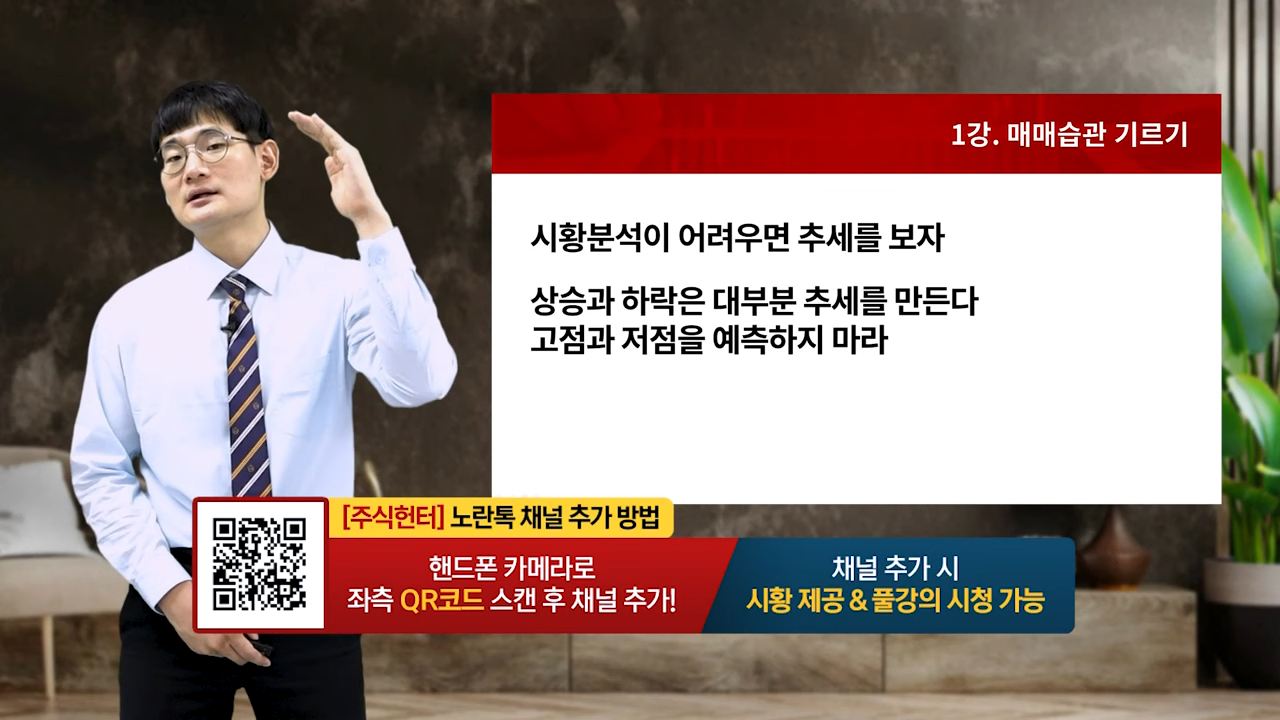 1강. 매매습관 기르기
시황분석이 어려우면 추세를 보자
상승과 하락은 대부분 추세를 만든다
고점과 저점을 예측하지 마라
[주식헌터] 노란톡 채널 추가 방법
핸드폰 카메라로
좌측 QR코드 스캔 후 채널 추가!
채널 추가 시
시황 제공 & 풀강의 시청 가능